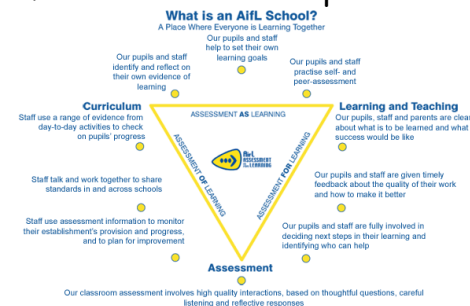 What is an AifL School?
A Place Where Everyone is Learning Together
Our pupils and staff
help to set their own
learning goals
Our pupils and staff
identify and reflect on
their own evidence of
learning
Our pupils and staff
practise self- and
peer-assessment
Curriculum
ASSESSMENT AS LEARNING
Learning and Teaching
Staff use a range of evidence from
day-to-day activities to check
on pupils' progress
Our pupils, staff and parents are clear
about what is to be learned and what
success would be like
ASSESSMENT OF LEARNING
AifL
ASSESSMENT
is for LEARNING
ASSESSMENT FOR LEARNING
Staff talk and work together to share
standards in and across schools
Our pupils and staff are given timely
feedback about the quality of their work
and how to make it better
Staff use assessment information to monitor
their establishment's provision and progress,
and to plan for improvement
Our pupils and staff are fully involved in
deciding next steps in their learning and
identifying who can help
Assessment
Our classroom assessment involves high quality interactions, based on thoughtful questions, careful
listening and reflective responses